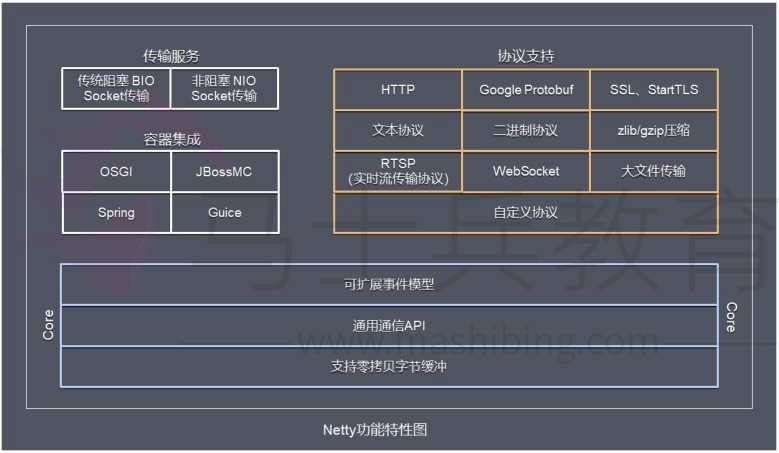 传输服务
传统阻塞 BIO
Socket传输
非阻塞 NIO
Socket传输
容器集成
OSGI
JBossMC
Spring
Guice
协议支持
HTTP
Google Protobuf
SSL、StartTLS
文本协议
二进制协议
zlib/gzip压缩
RTSP
(实时流传输协议)
WebSocket
大文件传输
自定义协议
马士兵教育
www.mashibing.com
Core
可扩展事件模型
通用通信API
支持零拷贝字节缓冲
Core
Netty功能特性图